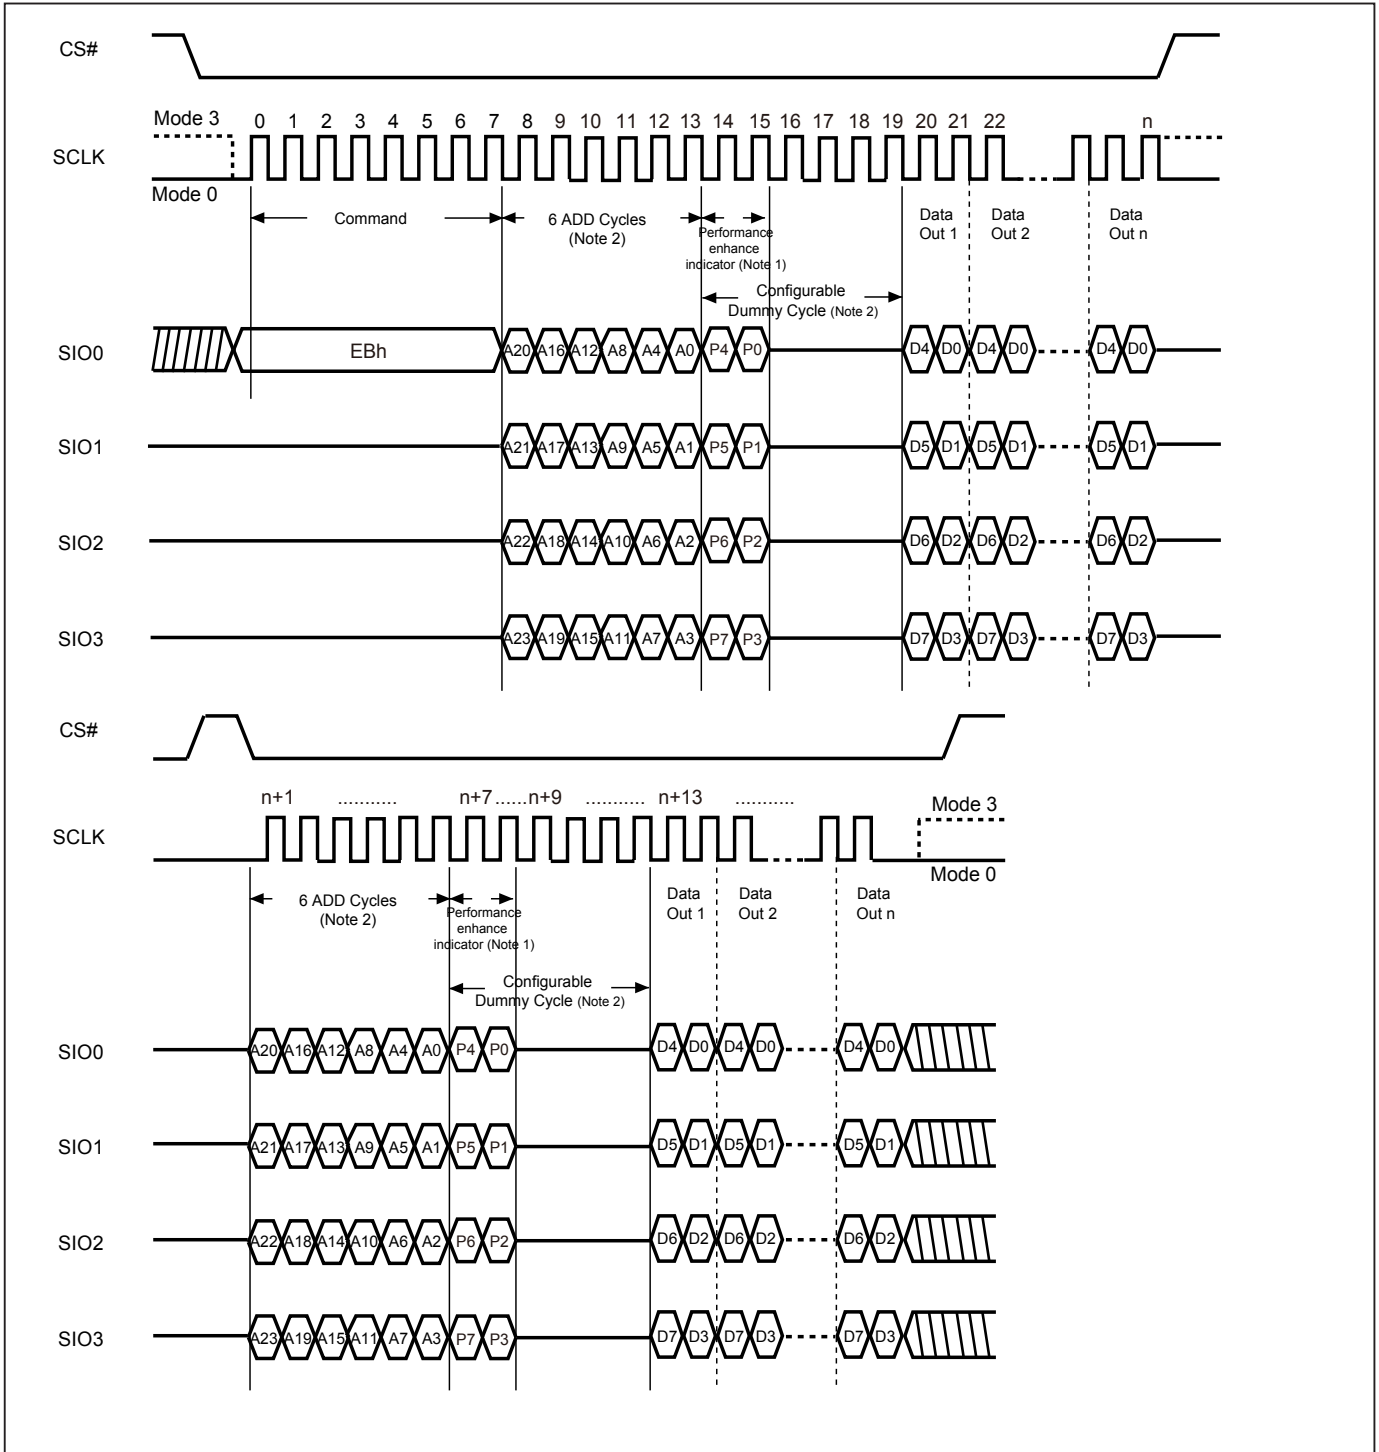 CS#
Mode 3
0 1 2 3 4 5 6 7 8 9 10 11 12 13 14 15 16 17 18 19 20 21 22 n
SCLK
Mode 0
Command
6 ADD Cycles
(Note 2)
Performance
enhance
indicator (Note 1)
Data
Out 1
Data
Out 2
Data
Out n
Configurable
Dummy Cycle (Note 2)
SIO0 EBh A20 A16 A12 A8 A4 A0 P4 P0 D4 D0 D4 D0 D4 D0
SIO1 A21 A17 A13 A9 A5 A1 P5 P1 D5 D1 D5 D1 D5 D1
SIO2 A22 A18 A14 A10 A6 A2 P6 P2 D6 D2 D6 D2 D6 D2
SIO3 A23 A19 A15 A11 A7 A3 P7 P3 D7 D3 D7 D3 D7 D3
CS#
n+1 ........... n+7 ...... n+9 ........... n+13 ...........
Mode 3
SCLK
Mode 0
6 ADD Cycles
(Note 2)
Performance
enhance
indicator (Note 1)
Data
Out 1
Data
Out 2
Data
Out n
Configurable
Dummy Cycle (Note 2)
SIO0 A20 A16 A12 A8 A4 A0 P4 P0 D4 D0 D4 D0 D4 D0
SIO1 A21 A17 A13 A9 A5 A1 P5 P1 D5 D1 D5 D1 D5 D1
SIO2 A22 A18 A14 A10 A6 A2 P6 P2 D6 D2 D6 D2 D6 D2
SIO3 A23 A19 A15 A11 A7 A3 P7 P3 D7 D3 D7 D3 D7 D3